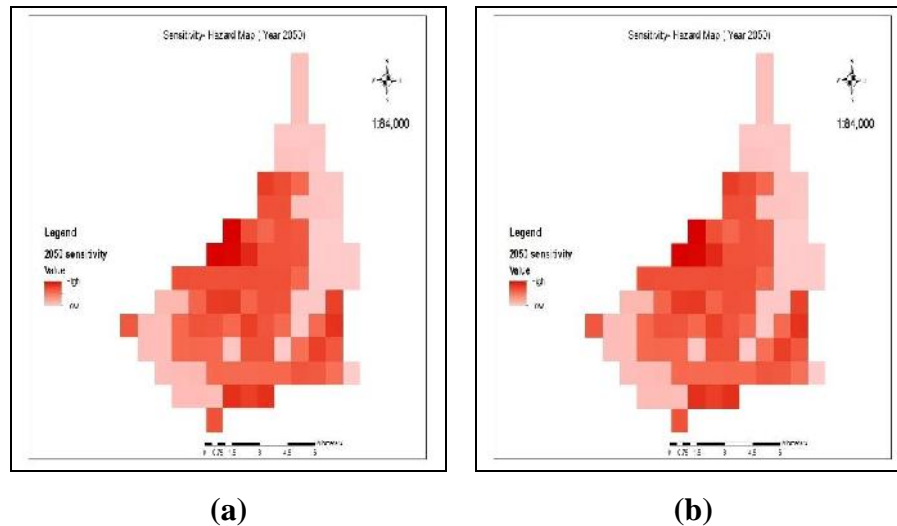 Sensitivity- Hazard Map ( Year 2050)
1:84,000
Legend
2050 sensitivity
Value
High
Low
0 0.75 1.5 3 4.5 6
(a)
Sensitivity- Hazard Map ( Year 2050)
1:84,000
Legend
2050 sensitivity
Value
High
Low
0 0.75 1.5 3 4.5 6
(b)